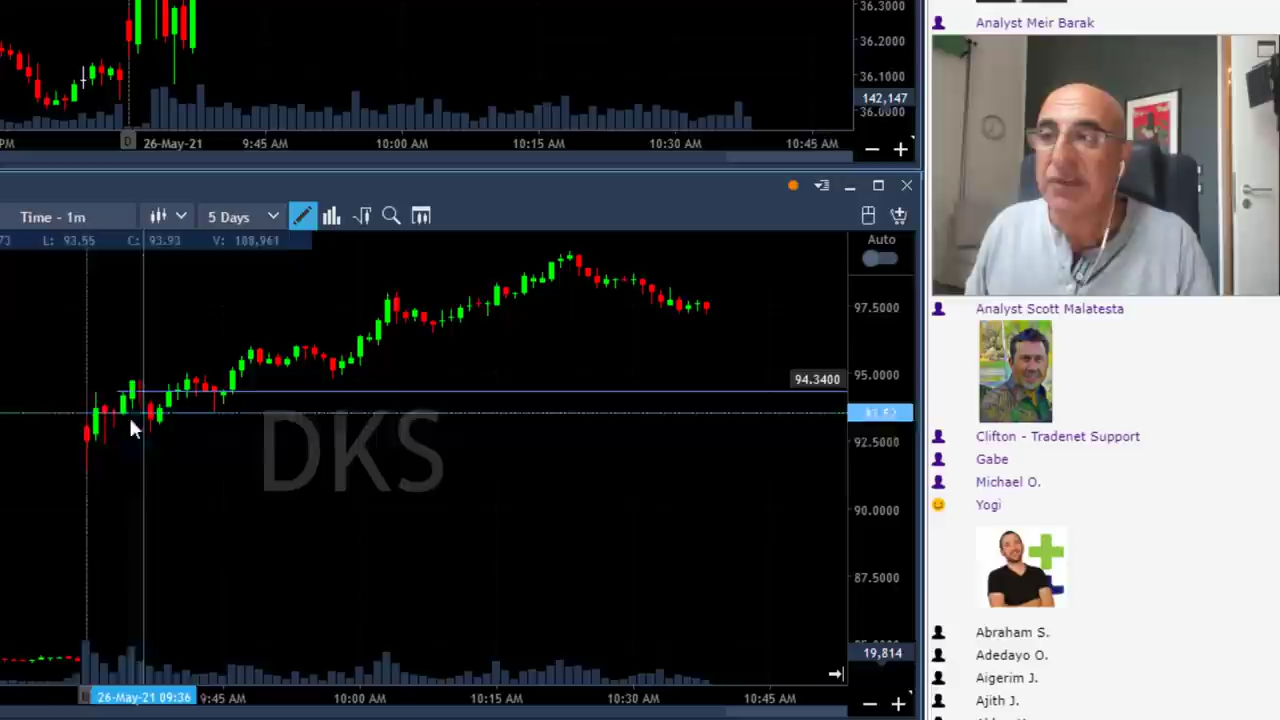 36.3000
36.2000
36.1000
142,147
36.0000
PM
26-May-21
9:45 AM
10:00 AM
10:15 AM
10:30 AM
10:45 AM
Time - 1m
5 Days
73
L: 93.55
C: 93.93
V: 108,961
Auto
97.5000
95.0000
94.3400
92.5000
90.0000
87.5000
19,814
DKS
26-May-21 09:36
9:45 AM
10:00 AM
10:15 AM
10:30 AM
10:45 AM
Analyst Meir Barak
Analyst Scott Malatesta
Clifton - Tradenet Support
Gabe
Michael O.
Yogi
Abraham S.
Adedayo O.
Aigerim J.
Ajith J.